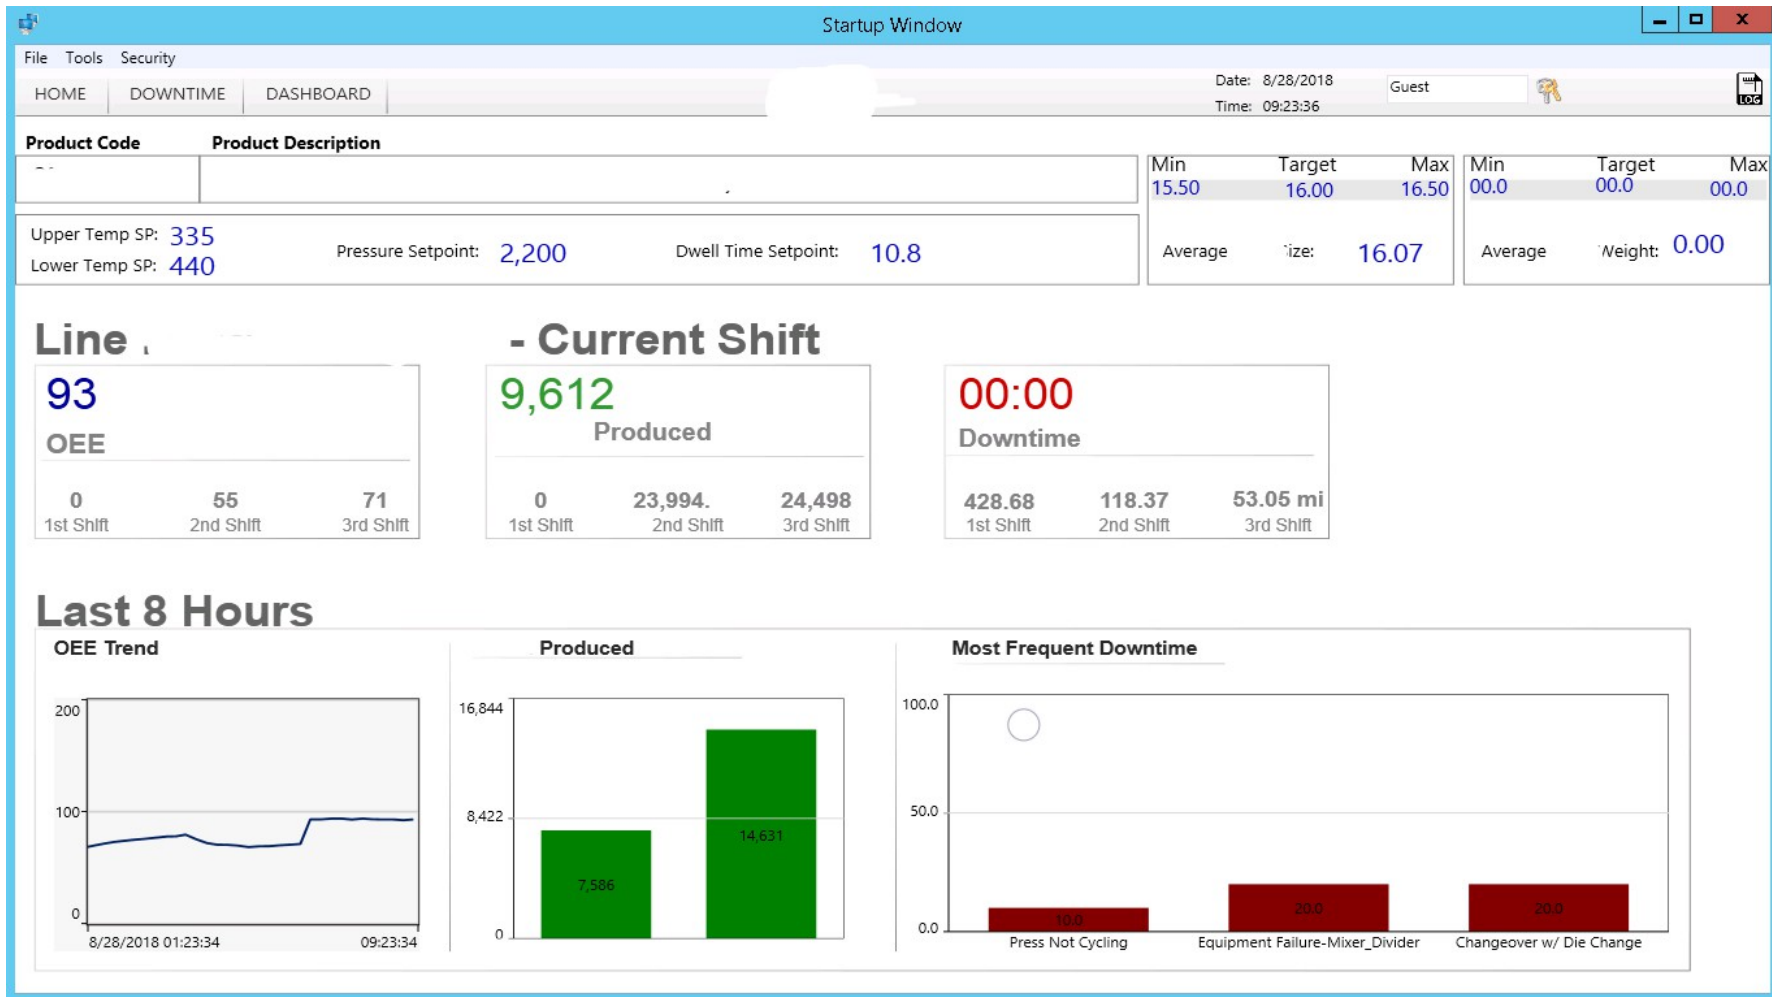 Startup Window
File Tools Security
HOME DOWNTIME DASHBOARD
Date: 8/28/2018
Time: 09:23:36
Guest
LOG
Product Code Product Description
Min Target Max
15.50 16.00 16.50
Min Target Max
00.0 00.0 00.0
Upper Temp SP: 335
Lower Temp SP: 440
Pressure Setpoint: 2,200
Dwell Time Setpoint: 10.8
Average ize: 16.07
Average Weight: 0.00
Line - Current Shift
93
OEE
0 55 71
1st Shift 2nd Shift 3rd Shift
9,612
Produced
0 23,994. 24,498
1st Shift 2nd Shift 3rd Shift
00:00
Downtime
428.68 118.37 53.05 mi
1st Shift 2nd Shift 3rd Shift
Last 8 Hours
OEE Trend
200
100
0
8/28/2018 01:23:34 09:23:34
Produced
16,844
8,422
0
7,586
14,631
Most Frequent Downtime
100.0
50.0
0.0
10.0 20.0 20.0
Press Not Cycling Equipment Failure-Mixer_Divider Changeover w/ Die Change